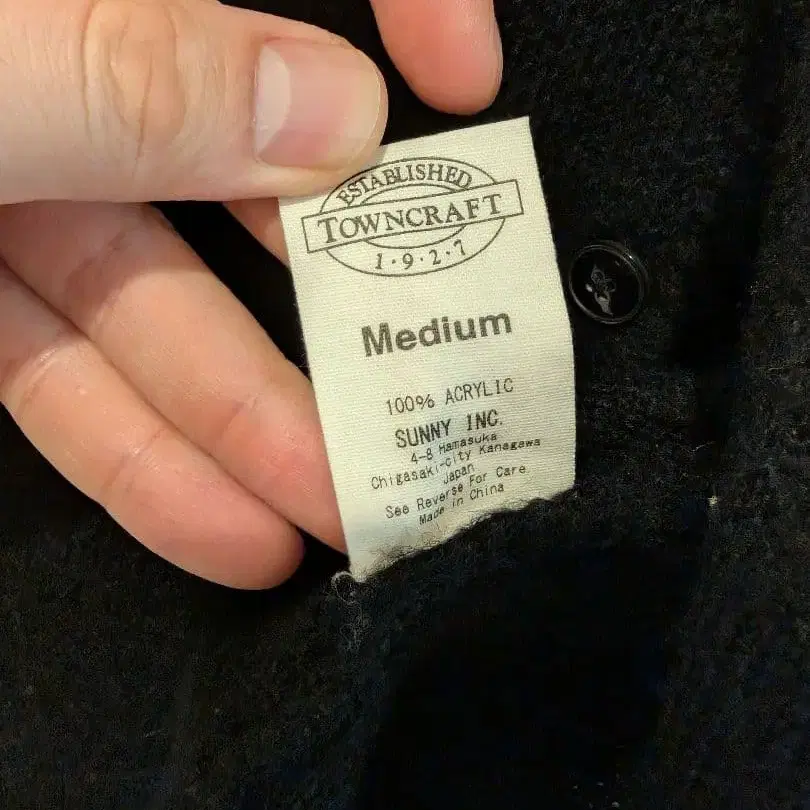 ESTABLISHED
TOWNCRAFT
1·9·2·7
Medium
100% ACRYLIC
SUNNY INC.
4-8 Hamasuka
Chigasaki-city Kanagawa
Japan
See Reverse For Care
Made in China